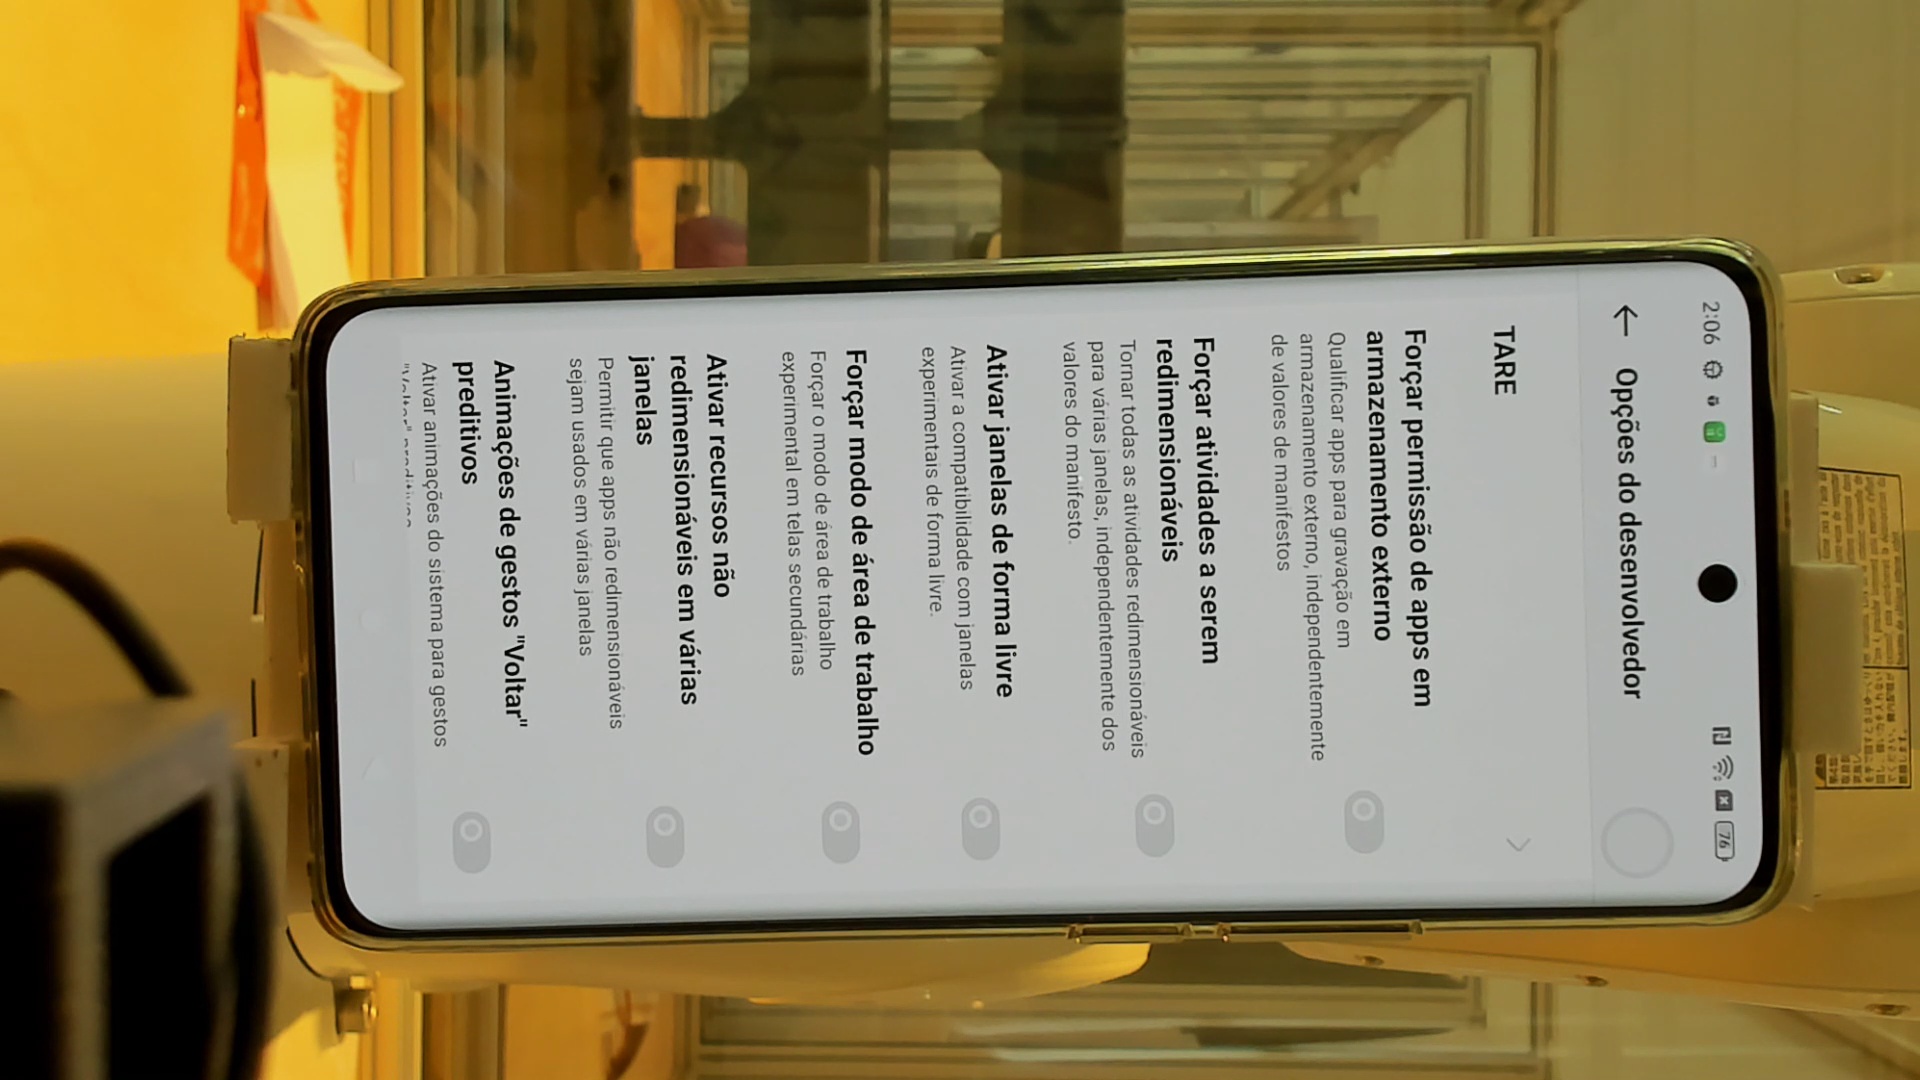 2:06
76
Opções do desenvolvedor
TARE
Forçar permissão de apps em
armazenamento externo
Qualificar apps para gravação em
armazenamento externo, independentemente
de valores de manifestos
Forçar atividades a serem
redimensionáveis
Tornar todas as atividades redimensionáveis
para várias janelas, independentemente dos
valores do manifesto.
Ativar janelas de forma livre
Ativar a compatibilidade com janelas
experimentais de forma livre.
Forçar modo de área de trabalho
Forçar o modo de área de trabalho
experimental em telas secundárias
Ativar recursos não
redimensionáveis em várias
janelas
Permitir que apps não redimensionáveis
sejam usados em várias janelas
Animações de gestos "Voltar"
preditivos
Ativar animações do sistema para gestos